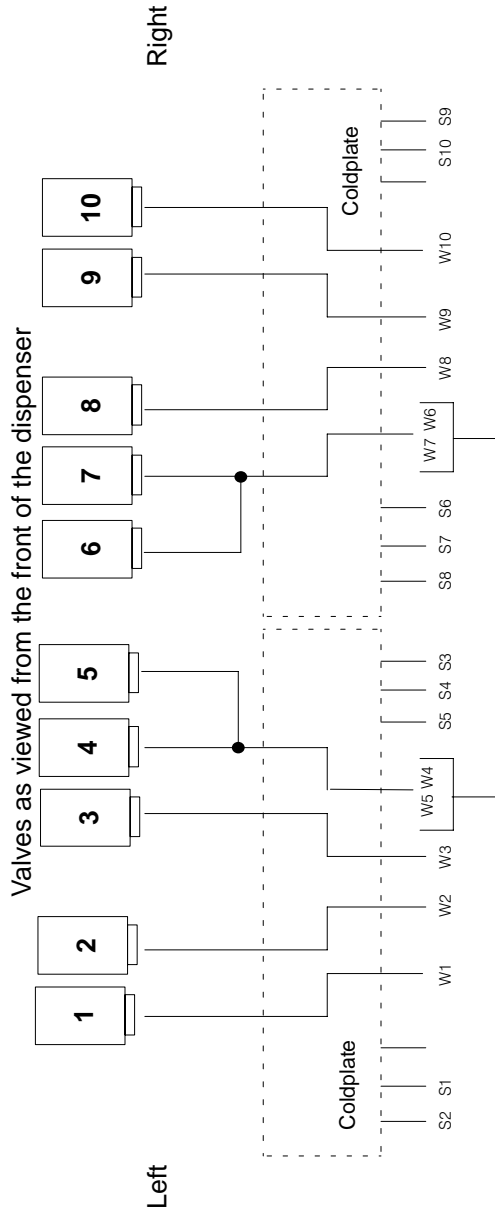 Valves as viewed from the front of the dispenser
1 2 3 4 5 6 7 8 9 10
Left Right
Coldplate Coldplate
S2 S1 W1 W2 W3 W5 W4 S5 S4 S3 S8 S7 S6 W7 W6 W8 W9 W10 S10 S9